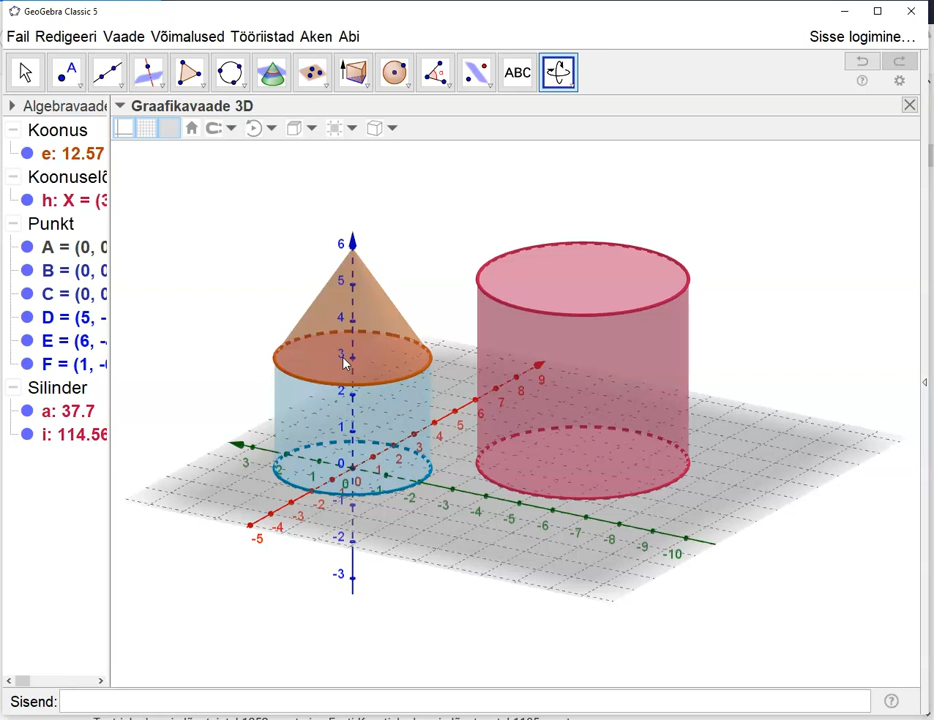 GeoGebra Classic 5
Fail Redigeeri Vaade Võimalused Tööriistad Aken Abi
Sisse logimine...
A
ABC
Algebravaade
Graafikavaade 3D
Koonus
e: 12.57
Koonuselõ
h: X = (3
Punkt
A = (0, 0
B = (0, 0
C = (0, 0
D = (5, -
E = (6, -
F = (1, -
Silinder
a: 37.7
i: 114.56
6
5
4
3
2
1
0
-1
-2
-3
3
2
1
0
-1
-2
-3
-4
-5
-6
-7
-8
-9
-10
-5
-4
-3
-2
0
1
2
3
4
5
6
7
8
9
Sisend: